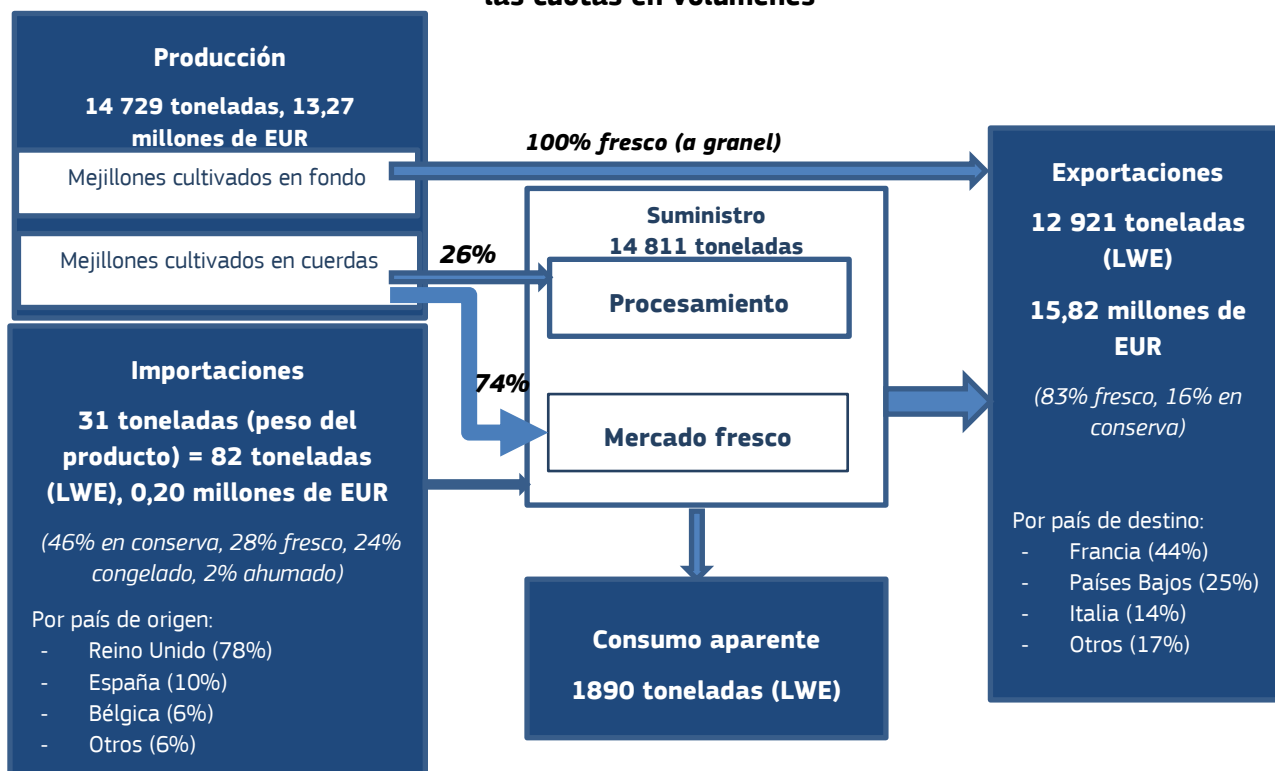 las cuotas en volúmenes
Producción
14 729 toneladas, 13,27
millones de EUR
Mejillones cultivados en fondo
Mejillones cultivados en cuerdas
100% fresco (a granel)
26%
74%
Suministro
14 811 toneladas
Procesamiento
Mercado fresco
Importaciones
31 toneladas (peso del
producto) = 82 toneladas
(LWE), 0,20 millones de EUR
(46% en conserva, 28% fresco, 24%
congelado, 2% ahumado)
Por país de origen:
- Reino Unido (78%)
- España (10%)
- Bélgica (6%)
- Otros (6%)
Consumo aparente
1890 toneladas (LWE)
Exportaciones
12 921 toneladas
(LWE)
15,82 millones de
EUR
(83% fresco, 16% en
conserva)
Por país de destino:
- Francia (44%)
- Países Bajos (25%)
- Italia (14%)
- Otros (17%)